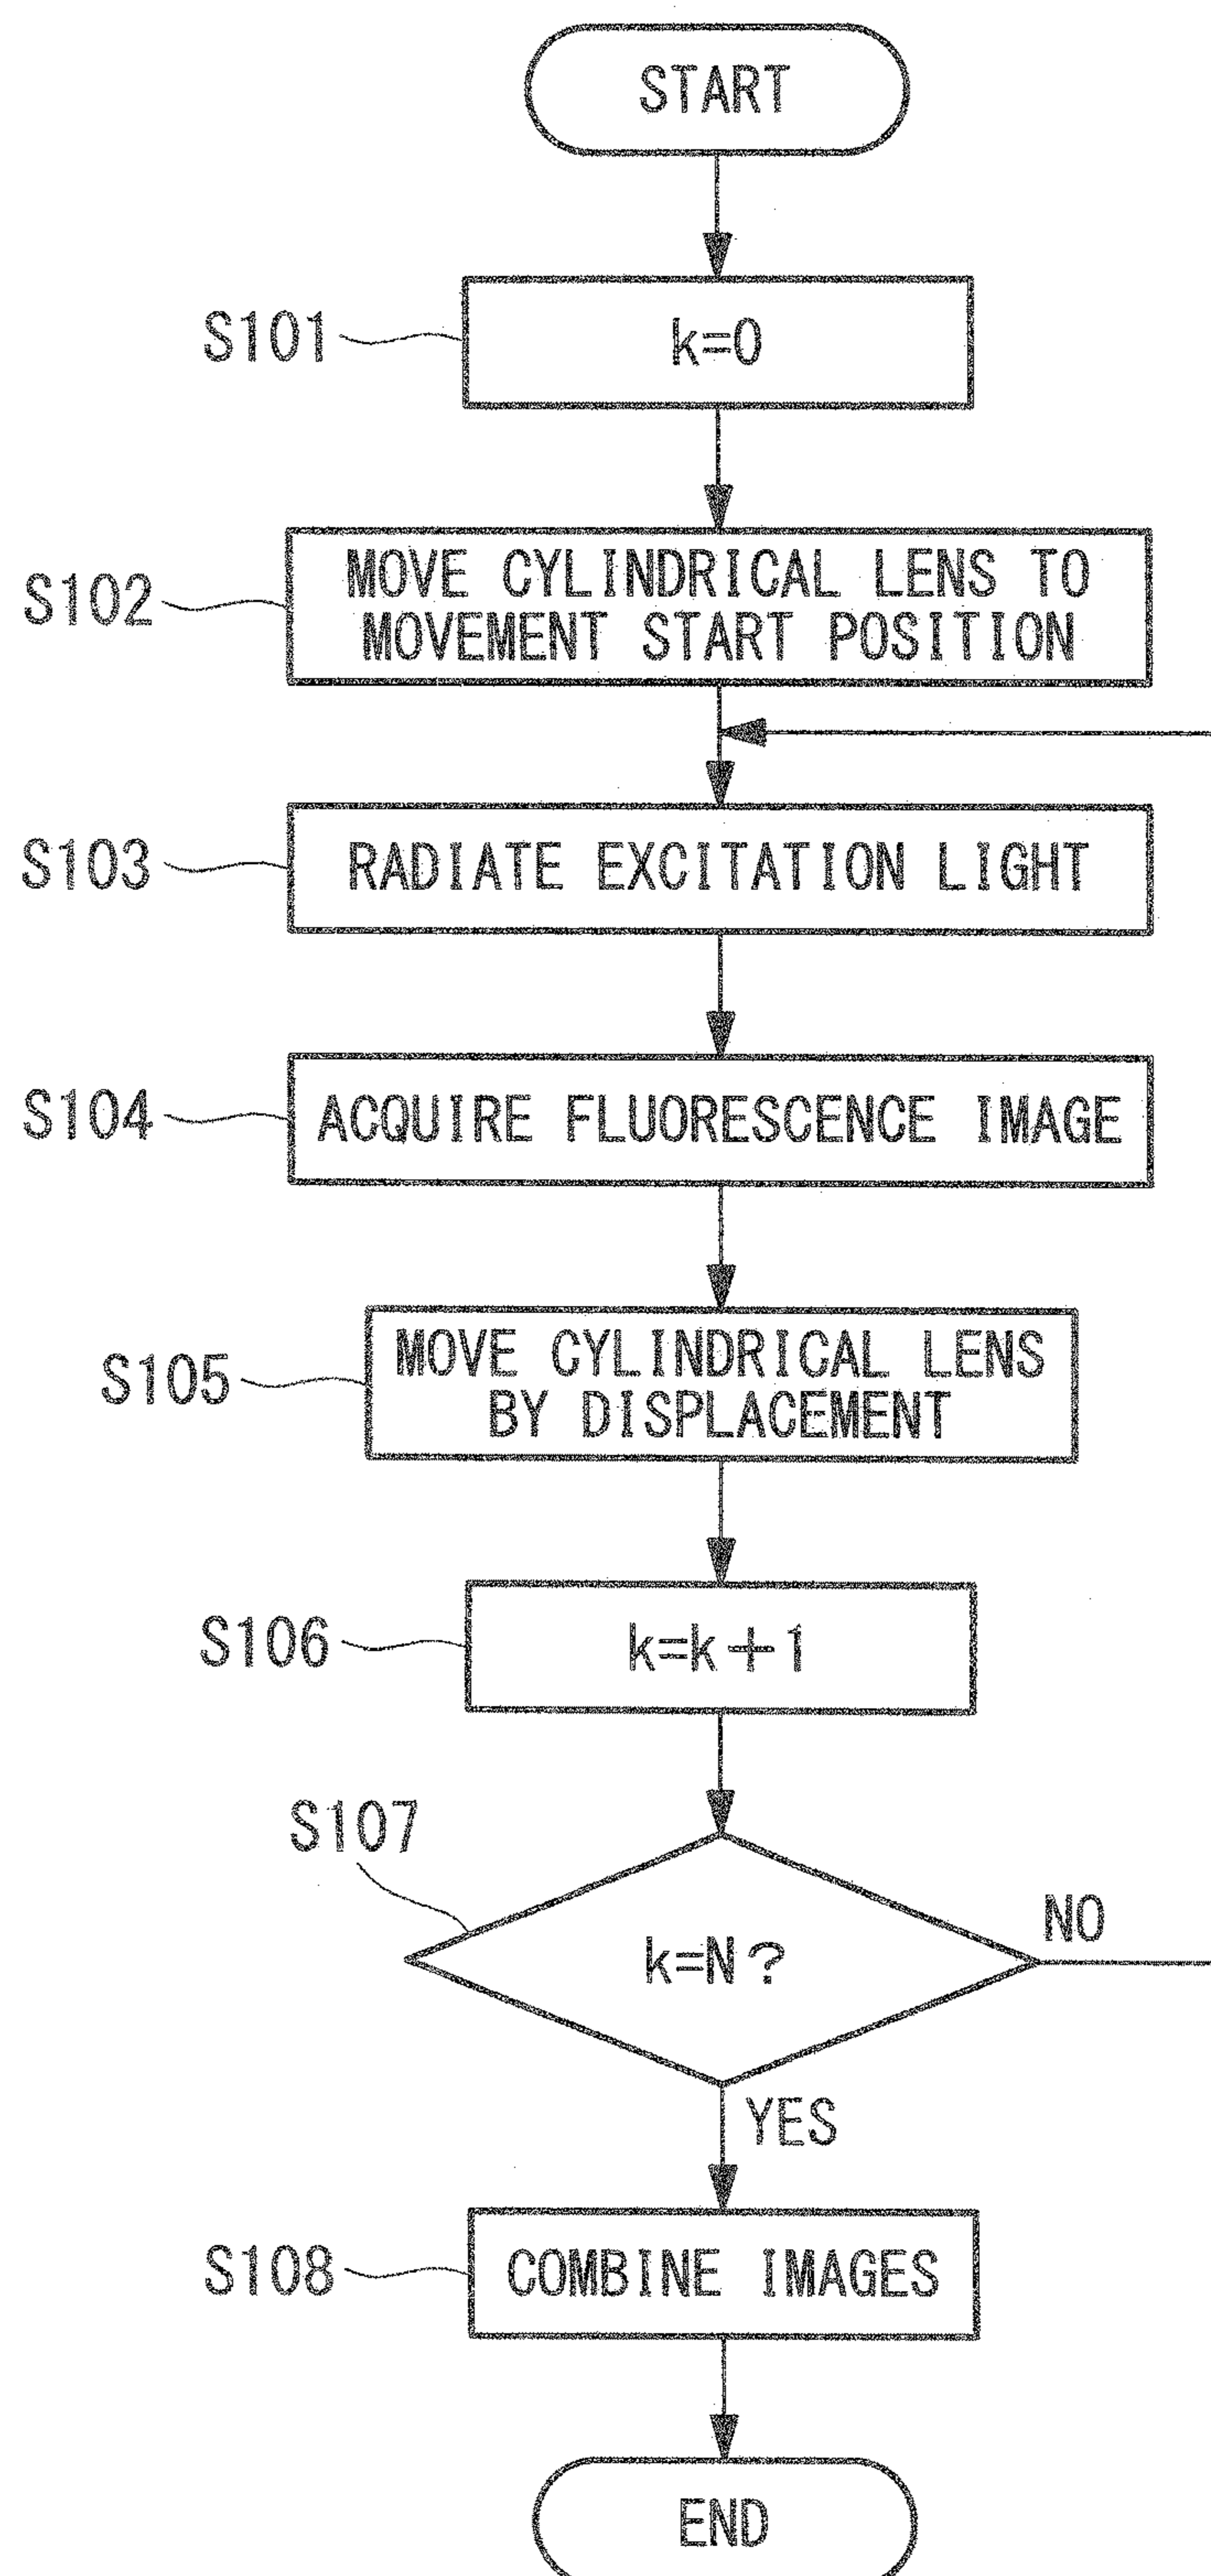 START
S101
k=0
S102
MOVE CYLINDRICAL LENS TO
MOVEMENT START POSITION
S103
RADIATE EXCITATION LIGHT
S104
ACQUIRE FLUORESCENCE IMAGE
S105
MOVE CYLINDRICAL LENS
BY DISPLACEMENT
S106
k=k+1
S107
k=N?
NO
YES
S108
COMBINE IMAGES
END